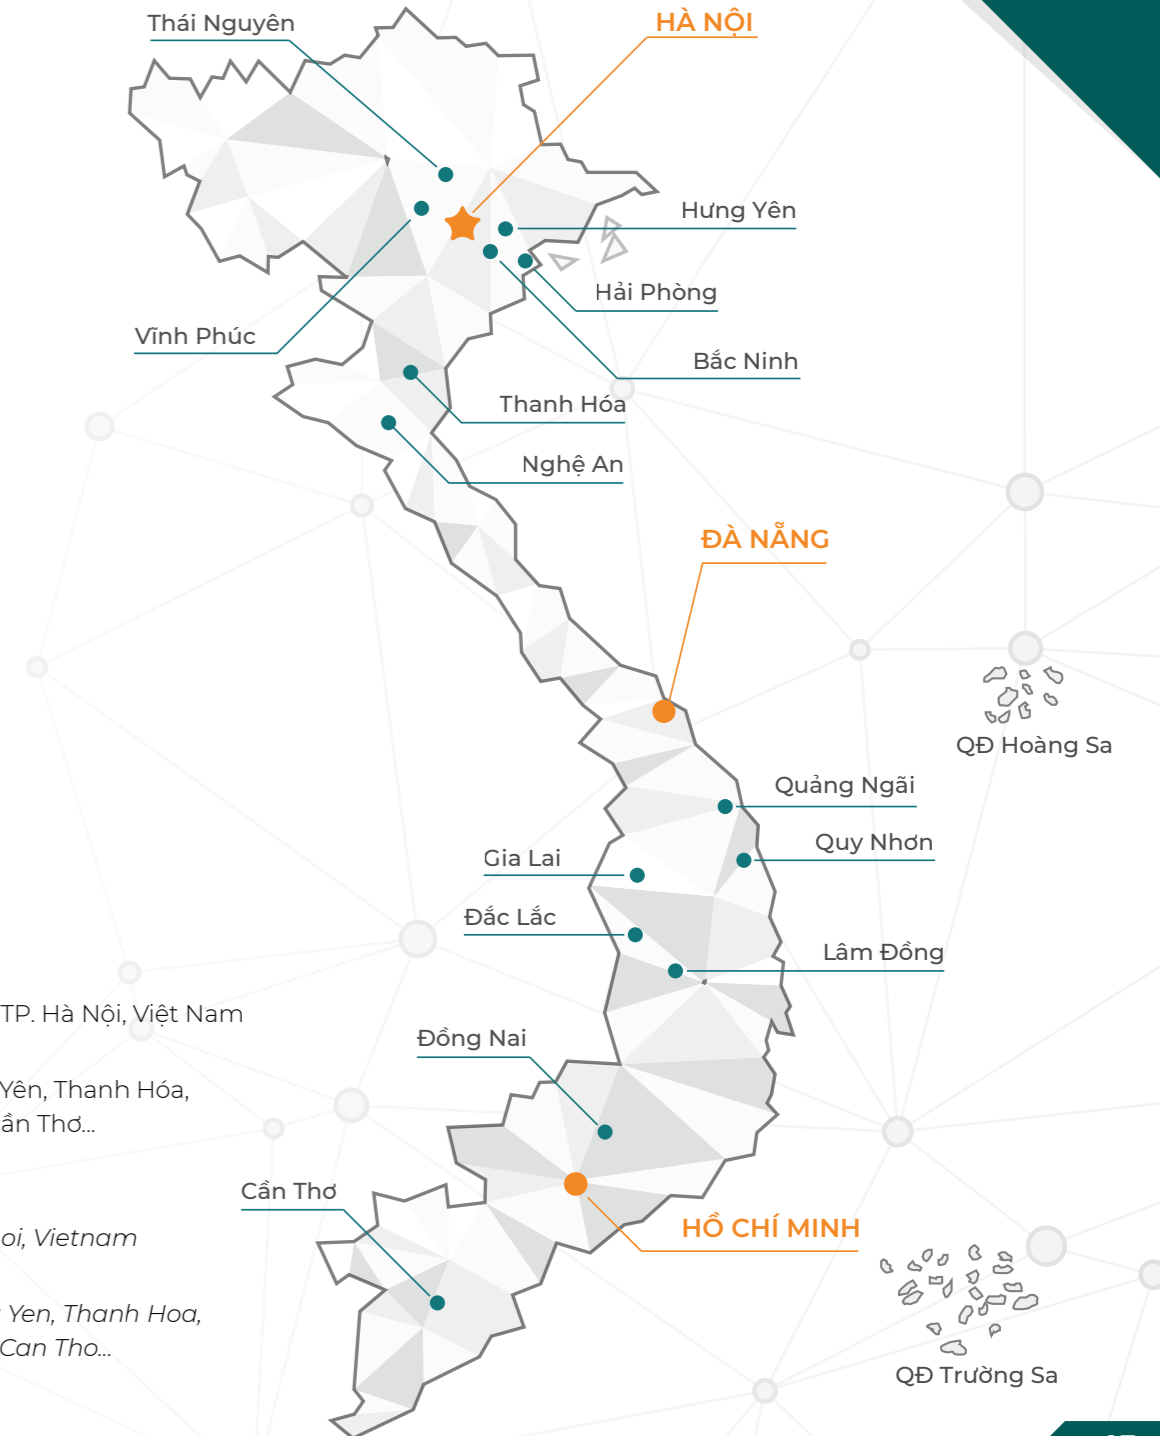 Thái Nguyên
HÀ NỘI
Hưng Yên
Hải Phòng
Vĩnh Phúc
Bắc Ninh
Thanh Hóa
Nghệ An
ĐÀ NẴNG
QĐ Hoàng Sa
Quảng Ngãi
Quy Nhơn
Gia Lai
Đắc Lắc
Lâm Đồng
TP. Hà Nội, Việt Nam
Đồng Nai
Yên, Thanh Hóa,
ần Thơ...
Cần Thơ
HỒ CHÍ MINH
oi, Vietnam
Yen, Thanh Hoa,
Can Tho...
QĐ Trường Sa